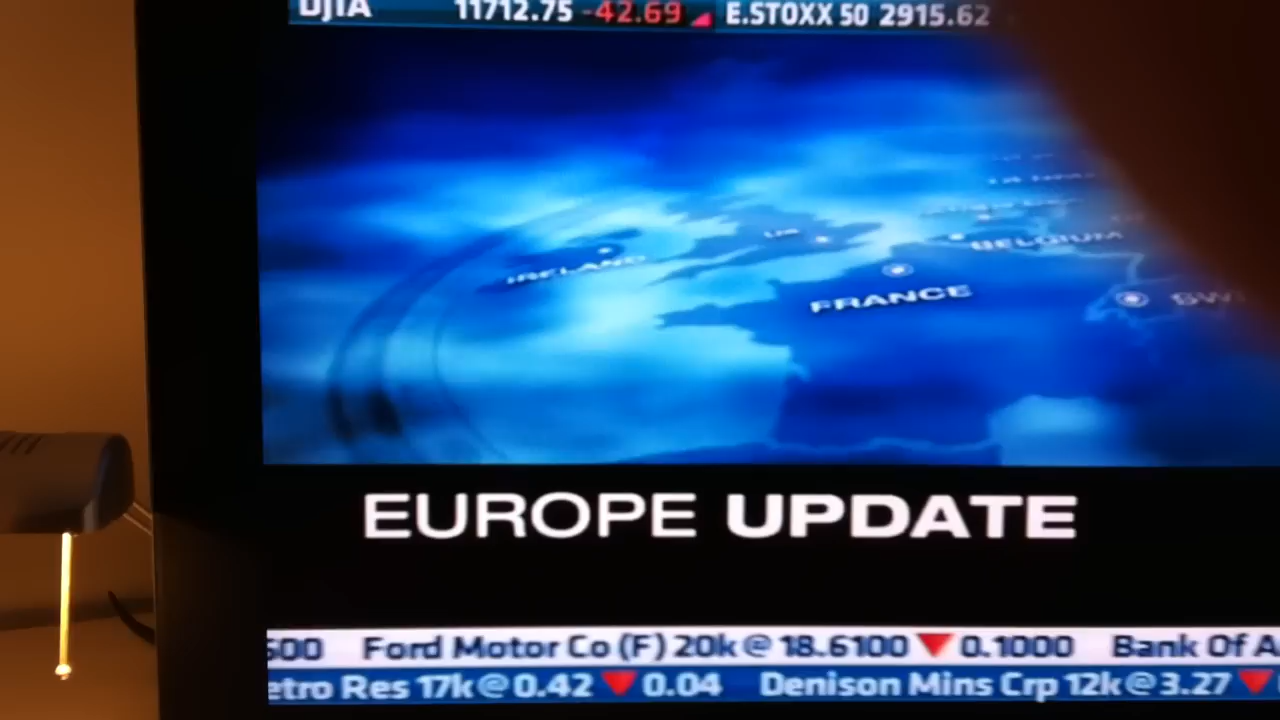 DJIA 11712.75 -42.69 E.STOXX 50 2915.62
UK
IRELAND
BELGIUM
FRANCE
EUROPE UPDATE
500 Ford Motor Co (F) 20k@18.6100 ▼ 0.1000 Bank Of A
etro Res 17k@0.42 ▼ 0.04 Denison Mins Crp 12k@3.27 ▼